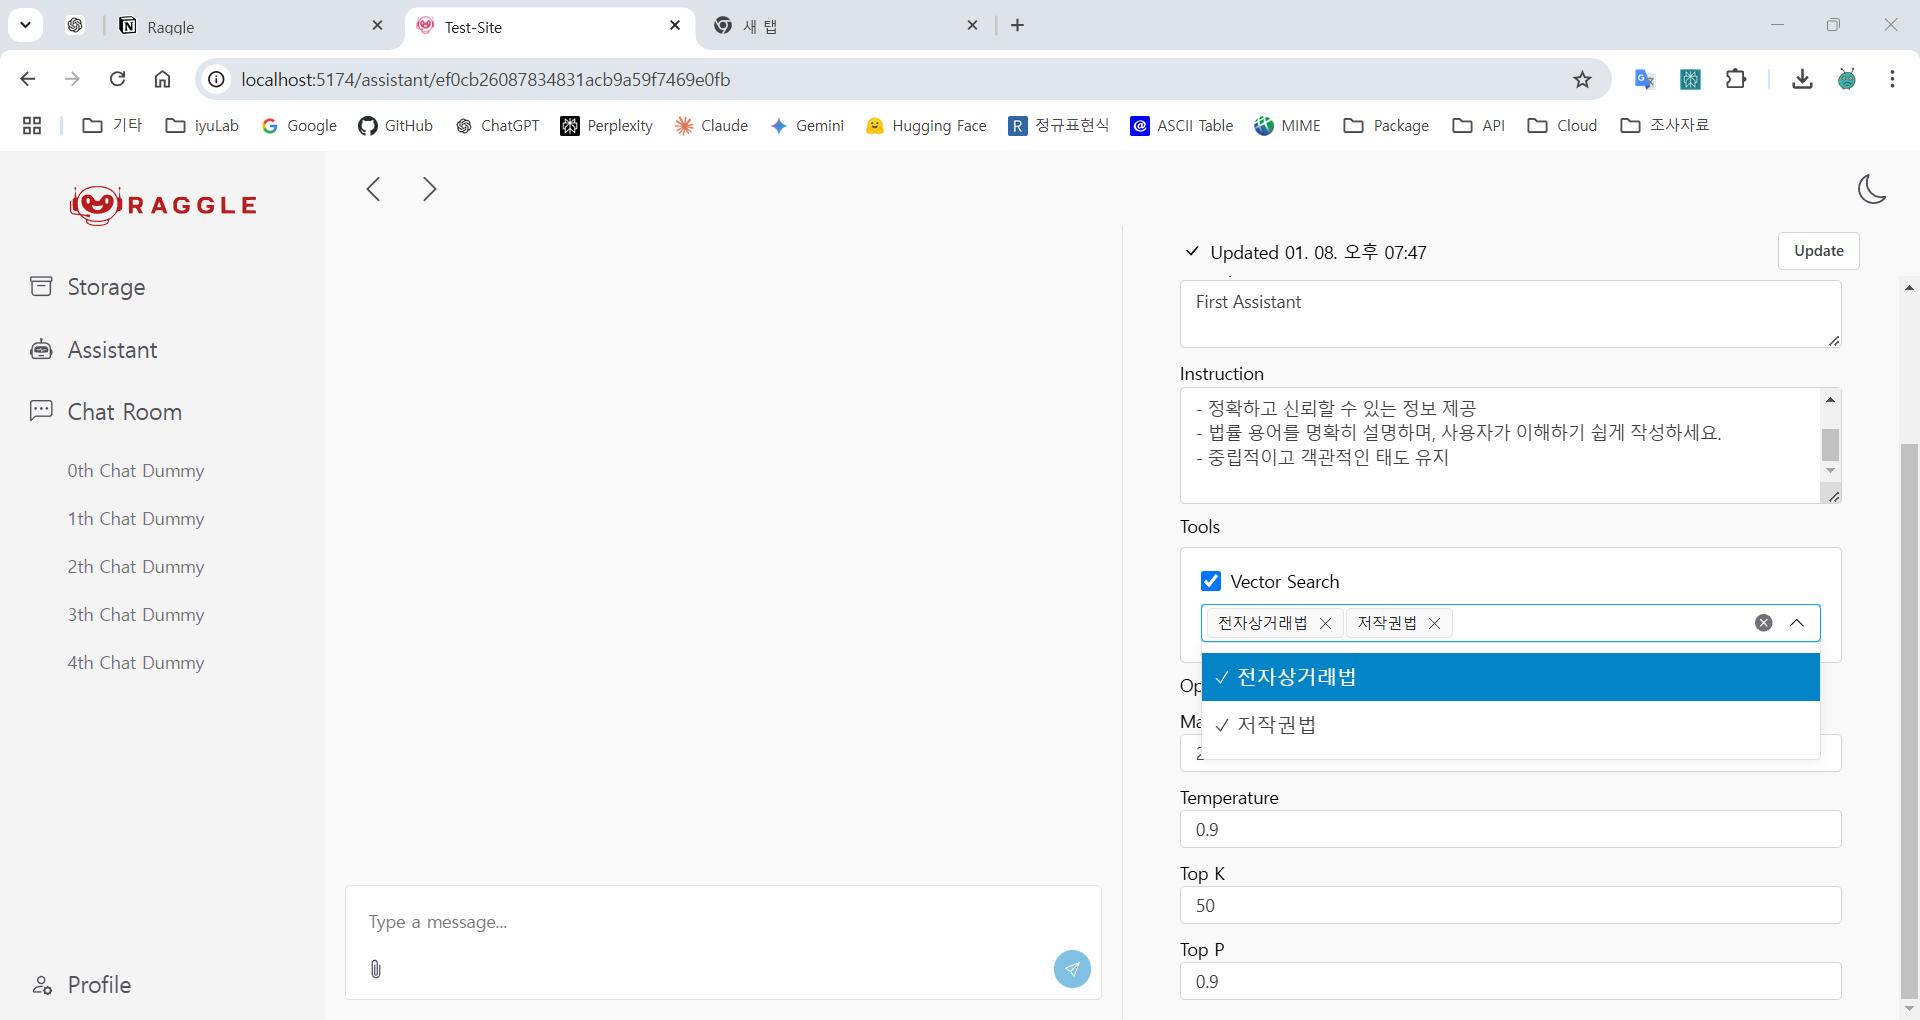 Raggle
Test-Site
새 탭
localhost:5174/assistant/ef0cb26087834831acb9a59f7469e0fb
기타
iyuLab
Google
GitHub
ChatGPT
Perplexity
Claude
Gemini
Hugging Face
R 정규표현식
@ ASCII Table
MIME
Package
API
Cloud
조사자료
RAGGLE
Storage
Assistant
Chat Room
0th Chat Dummy
1th Chat Dummy
2th Chat Dummy
3th Chat Dummy
4th Chat Dummy
Profile
Type a message...
Updated 01. 08. 오후 07:47
Update
First Assistant
Instruction
- 정확하고 신뢰할 수 있는 정보 제공
- 법률 용어를 명확히 설명하며, 사용자가 이해하기 쉽게 작성하세요.
- 중립적이고 객관적인 태도 유지
Tools
Vector Search
전자상거래법 저작권법
전자상거래법
저작권법
Temperature
0.9
Top K
50
Top P
0.9